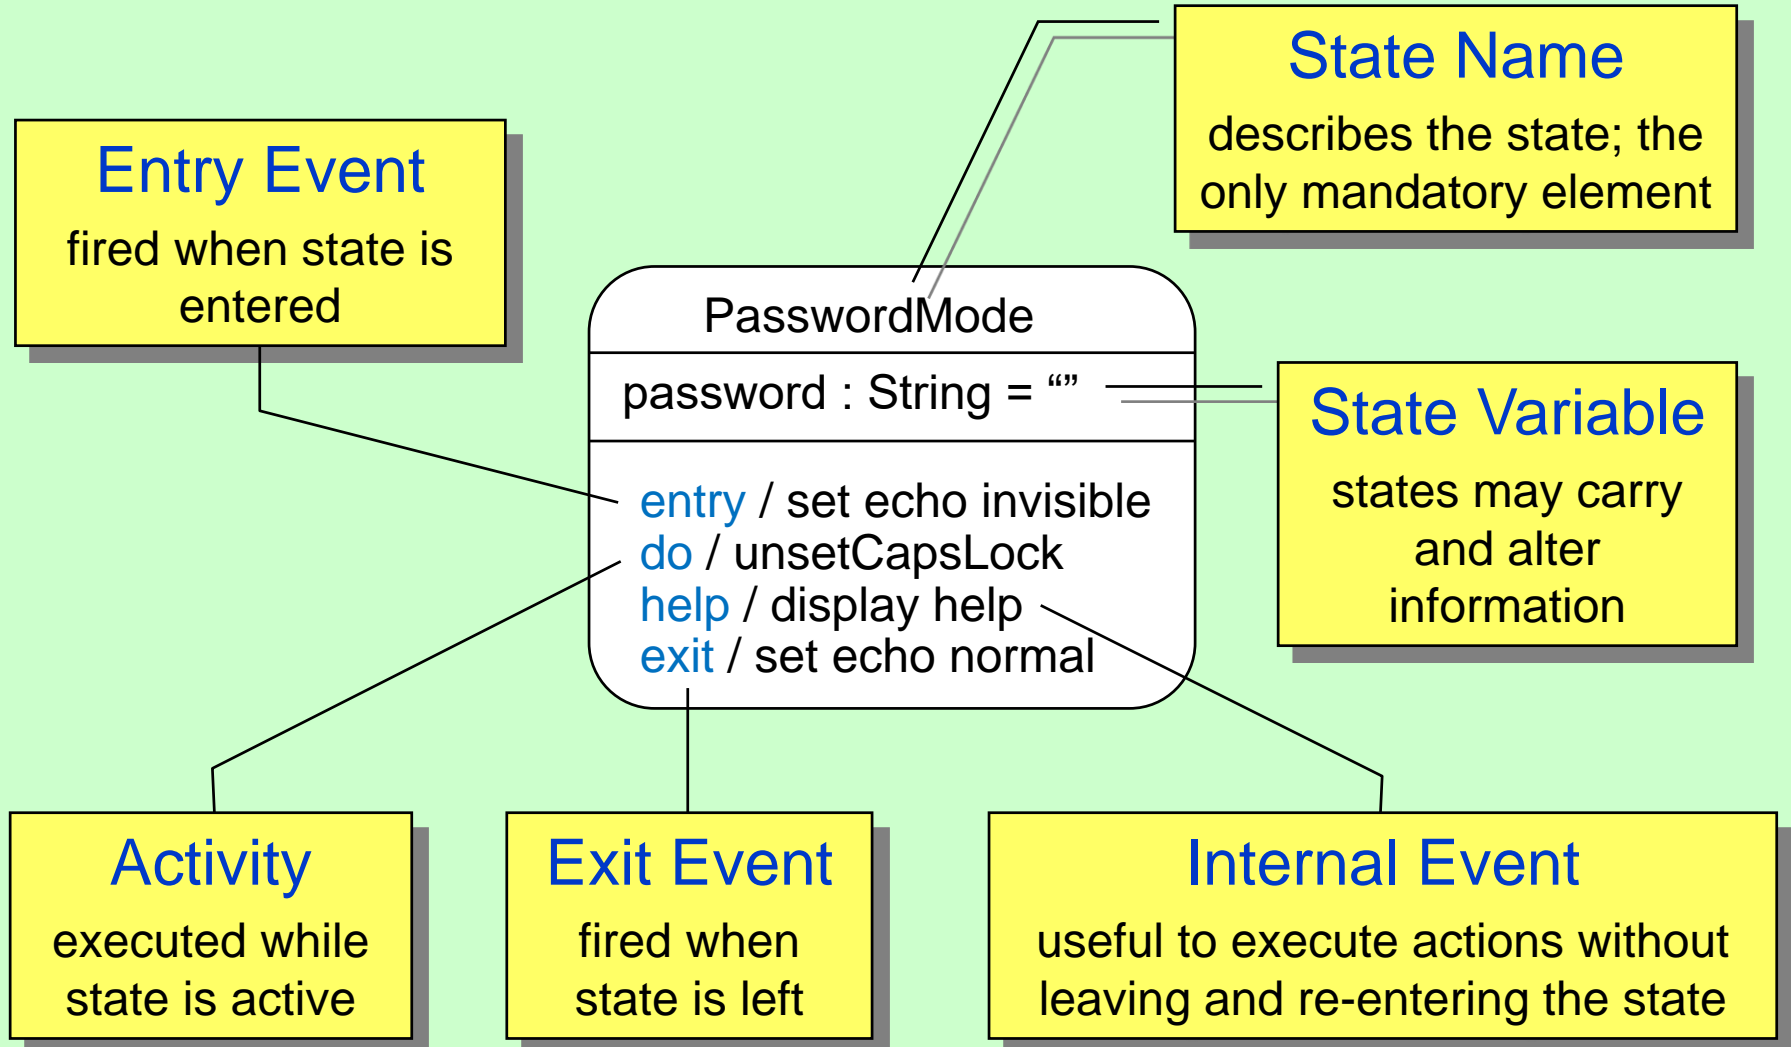 State Name
describes the state; the
only mandatory element
Entry Event
fired when state is
entered
PasswordMode
password : String = “”
entry / set echo invisible
do / unsetCapsLock
help / display help
exit / set echo normal
State Variable
states may carry
and alter
information
Activity
executed while
state is active
Exit Event
fired when
state is left
Internal Event
useful to execute actions without
leaving and re-entering the state